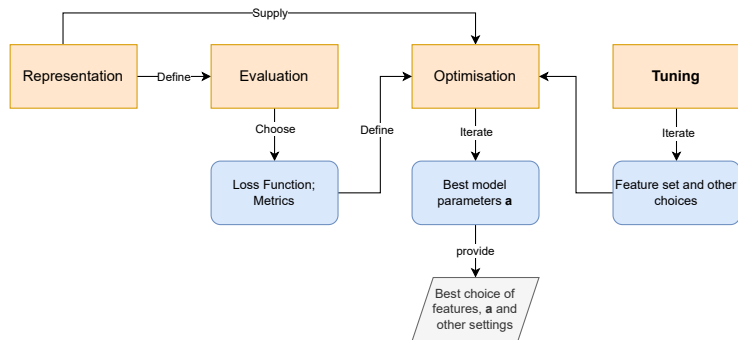 Supply
Representation
Define
Evaluation
Optimisation
Tuning
Choose
Define
Iterate
Iterate
Loss Function;
Metrics
Best model
parameters a
Feature set and other
choices
provide
Best choice of
features, a and
other settings